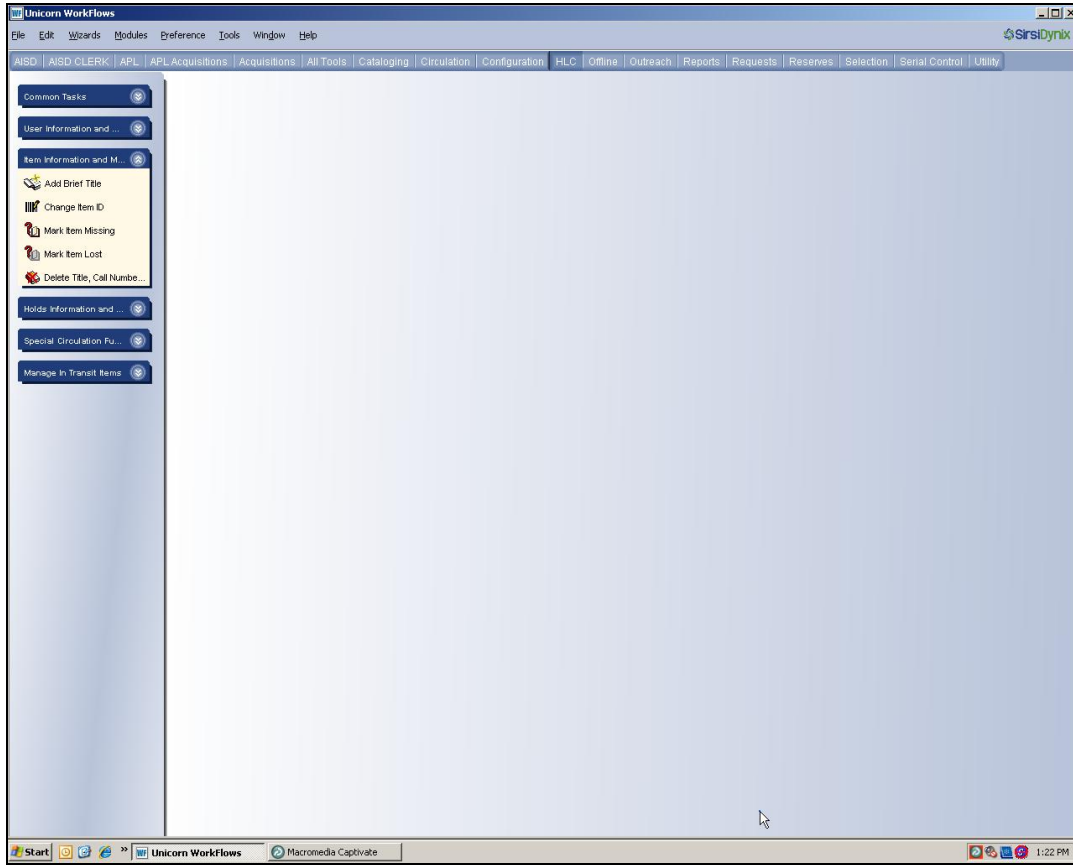 Unicorn WorkFlows
File Edit Wizards Modules Preference Tools Window Help
SirsiDynix
AISD AISD CLERK APL APL Acquisitions Acquisitions All Tools Cataloging Circulation Configuration HLC Offline Outreach Reports Requests Reserves Selection Serial Control Utility
Common Tasks
User Information and ...
Item Information and M...
Add Brief Title
Change Item ID
Mark Item Missing
Mark Item Lost
Delete Title, Call Numbe...
Holds Information and ...
Special Circulation Fu...
Manage In Transit Items
Start » Unicorn WorkFlows Macromedia Captivate 1:22 PM